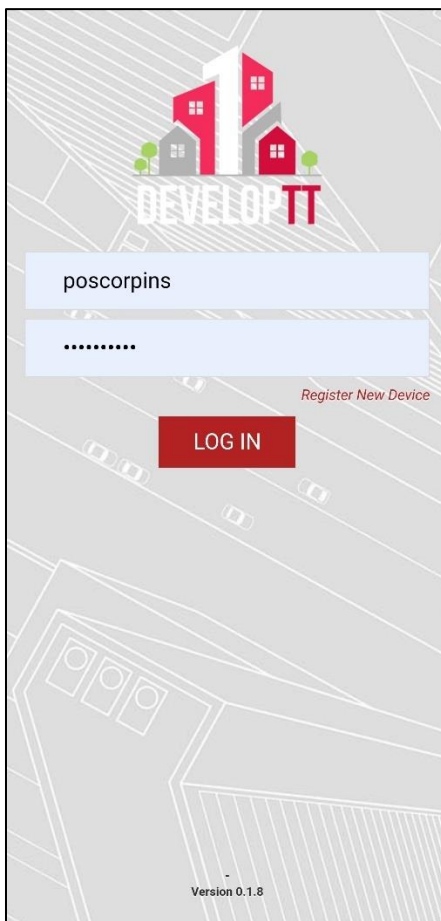 DEVELOPTT
poscorpins
••••••••••
Register New Device
LOG IN
-
Version 0.1.8